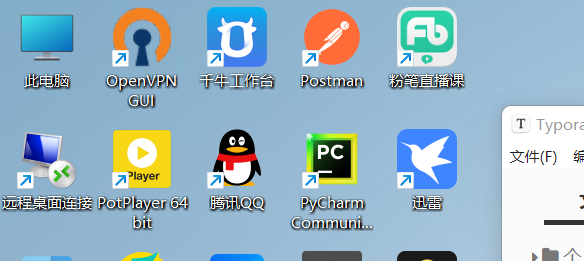 此电脑
OpenVPN
GUI
千牛工作台
Postman
Fb
粉笔直播课
T Typora
文件(F) 编
Player
PC
远程桌面连接
PotPlayer 64
bit
腾讯QQ
PyCharm
Communi...
迅雷
个